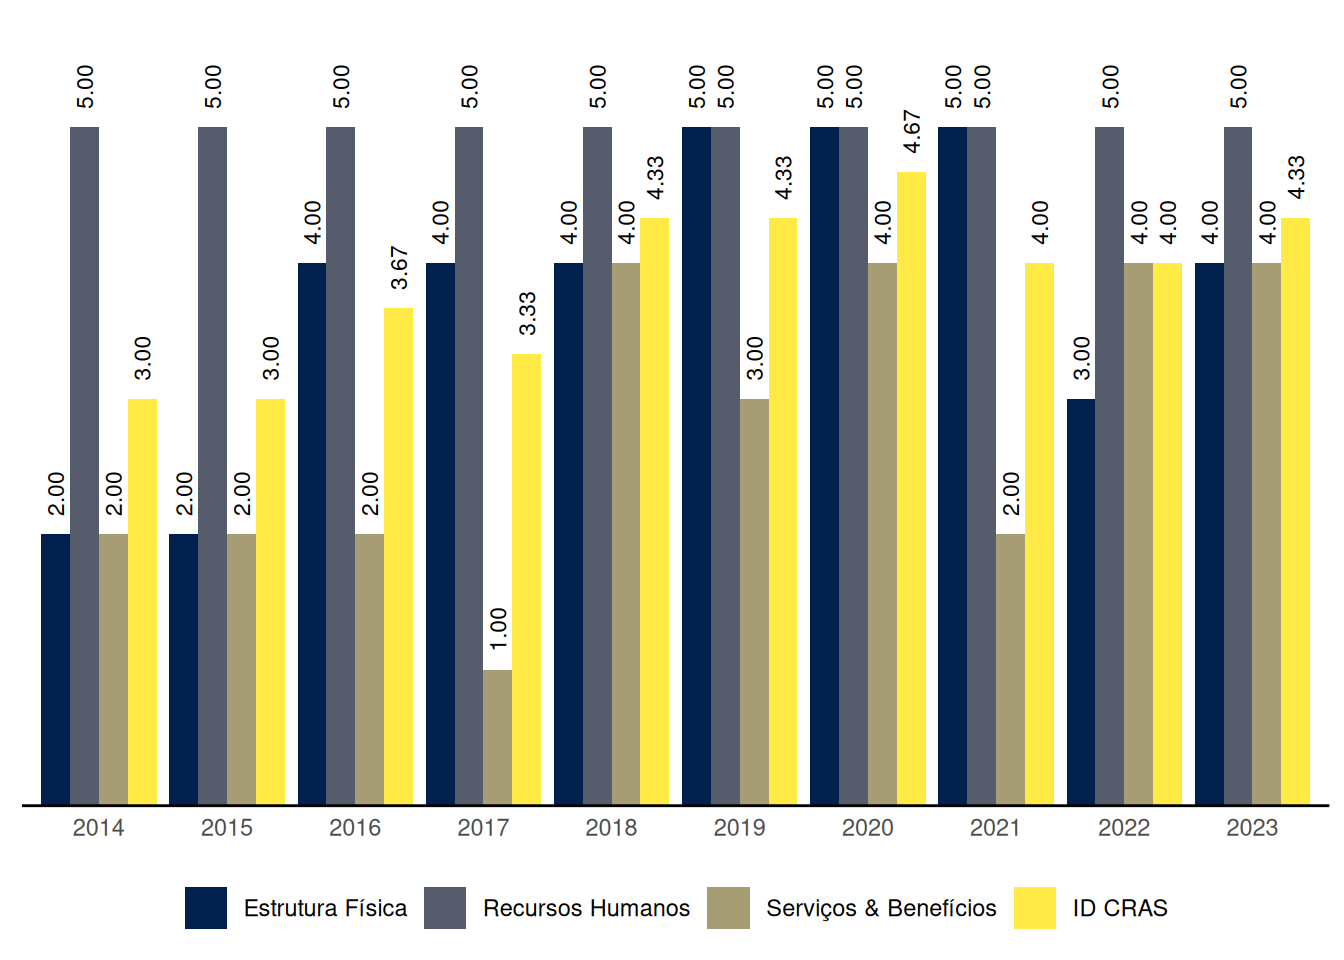 5.00 5.00 5.00 5.00 5.00 5.00 5.00 5.00 5.00 5.00 5.00 5.00 5.00
4.67
4.33 4.33 4.33
4.00 4.00 4.00 4.00 4.00 4.00 4.00 4.00 4.00 4.00
3.67
3.33
3.00 3.00 3.00 3.00
2.00 2.00 2.00 2.00 2.00 2.00
1.00
2014 2015 2016 2017 2018 2019 2020 2021 2022 2023
Estrutura Física Recursos Humanos Serviços & Benefícios ID CRAS